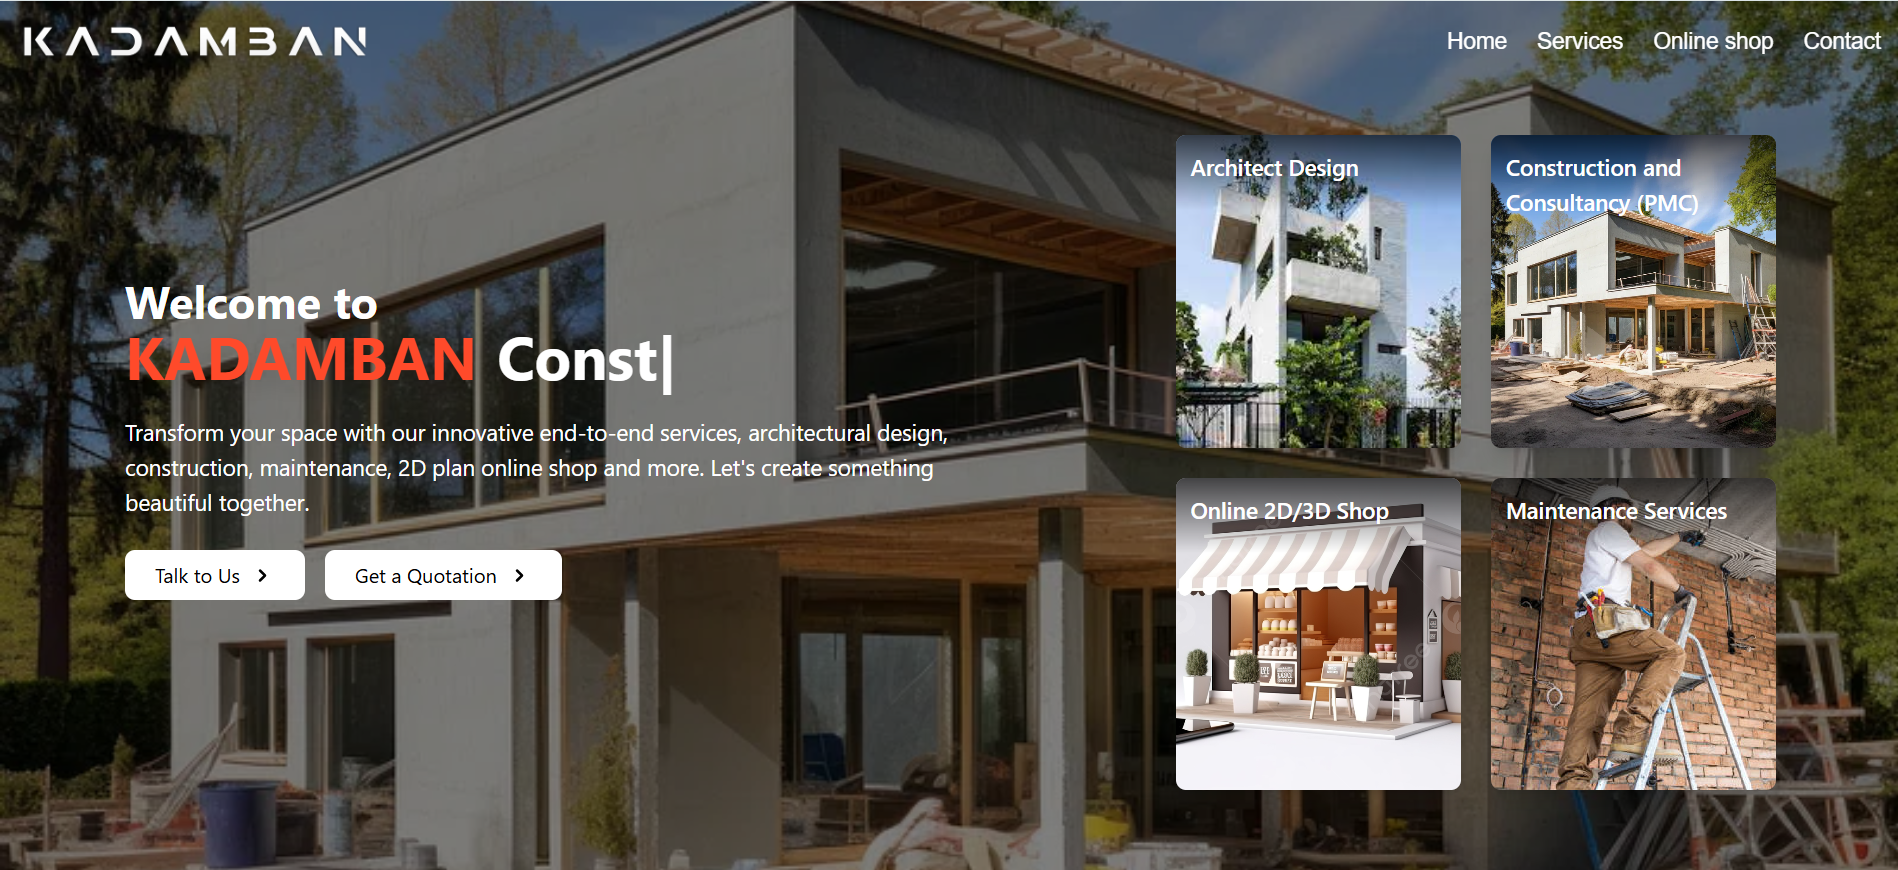 KADAMBAN
Home Services Online shop Contact
Welcome to
KADAMBAN Const|
Transform your space with our innovative end-to-end services, architectural design,
construction, maintenance, 2D plan online shop and more. Let's create something
beautiful together.
Talk to Us
Get a Quotation
Architect Design
Construction and
Consultancy (PMC)
Online 2D/3D Shop
Maintenance Services